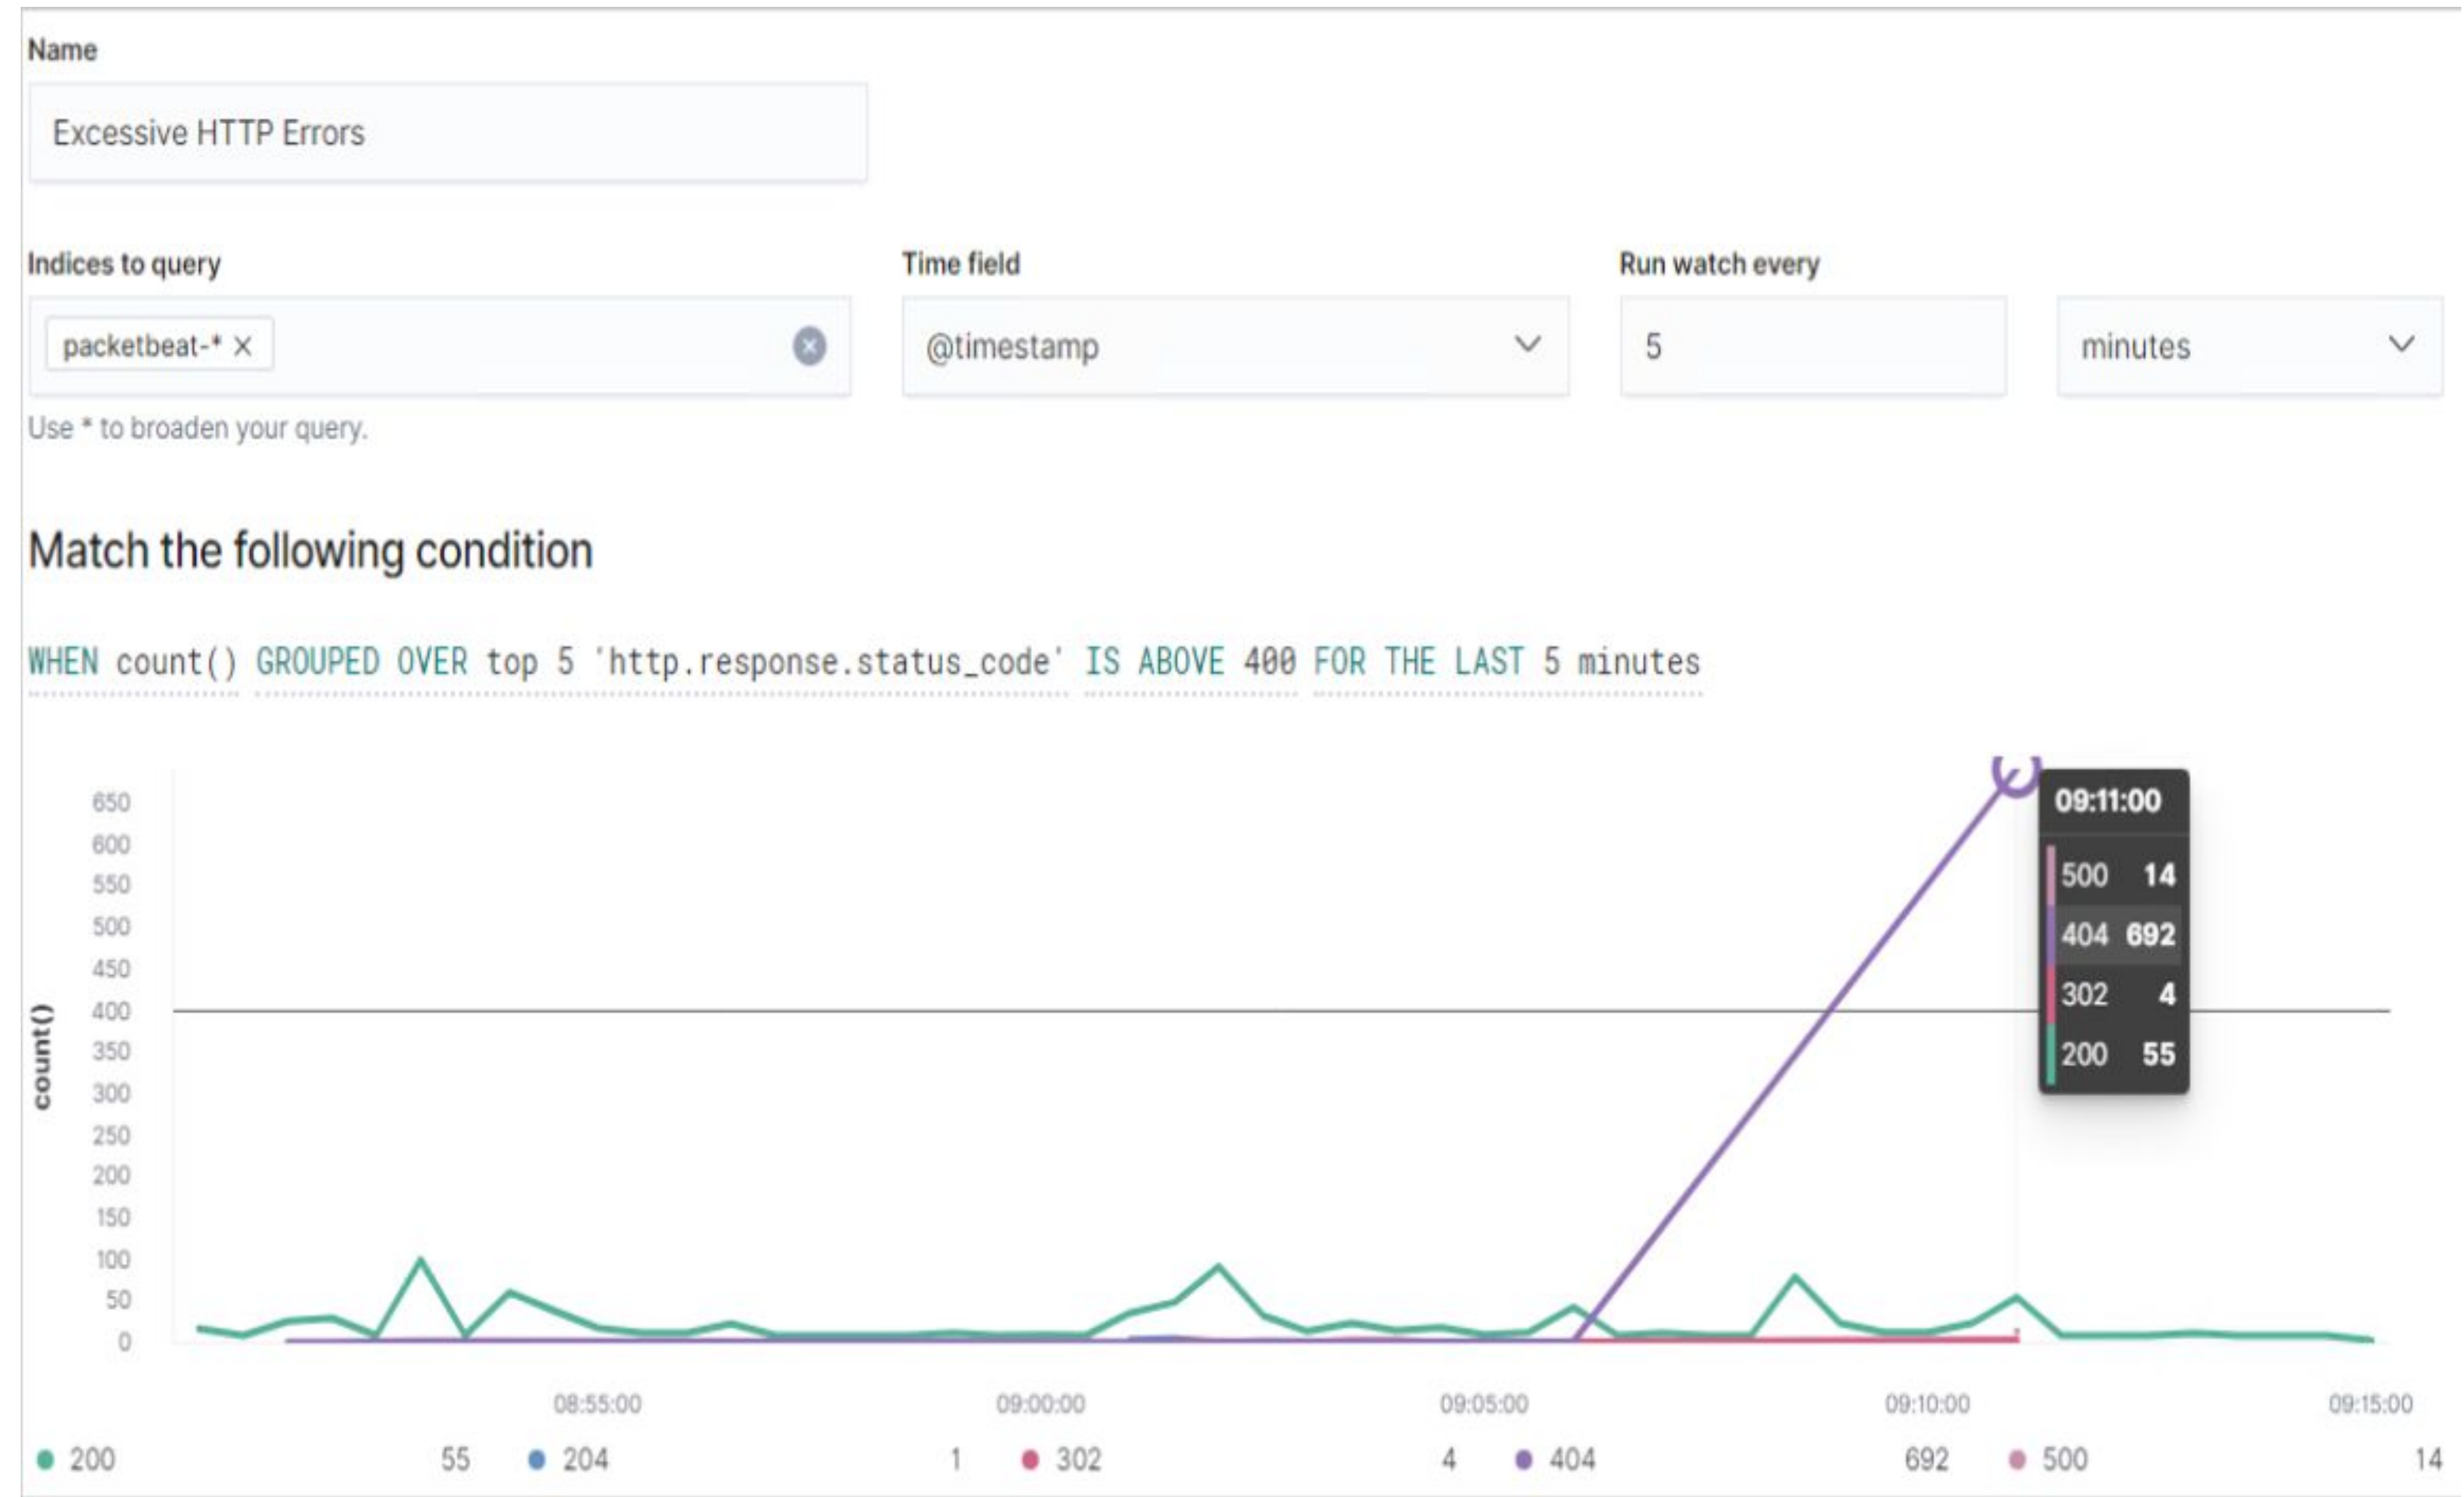 Name
Excessive HTTP Errors
Indices to query
Time field
Run watch every
packetbeat-* ×
@timestamp
5
minutes
Use * to broaden your query.
Match the following condition
WHEN count() GROUPED OVER top 5 'http.response.status_code' IS ABOVE 400 FOR THE LAST 5 minutes
count()
650
600
550
500
450
400
350
300
250
200
150
100
50
0
09:11:00
500 14
404 692
302 4
200 55
08:55:00 09:00:00 09:05:00 09:10:00 09:15:00
200 55 204 1 302 4 404 692 500 14